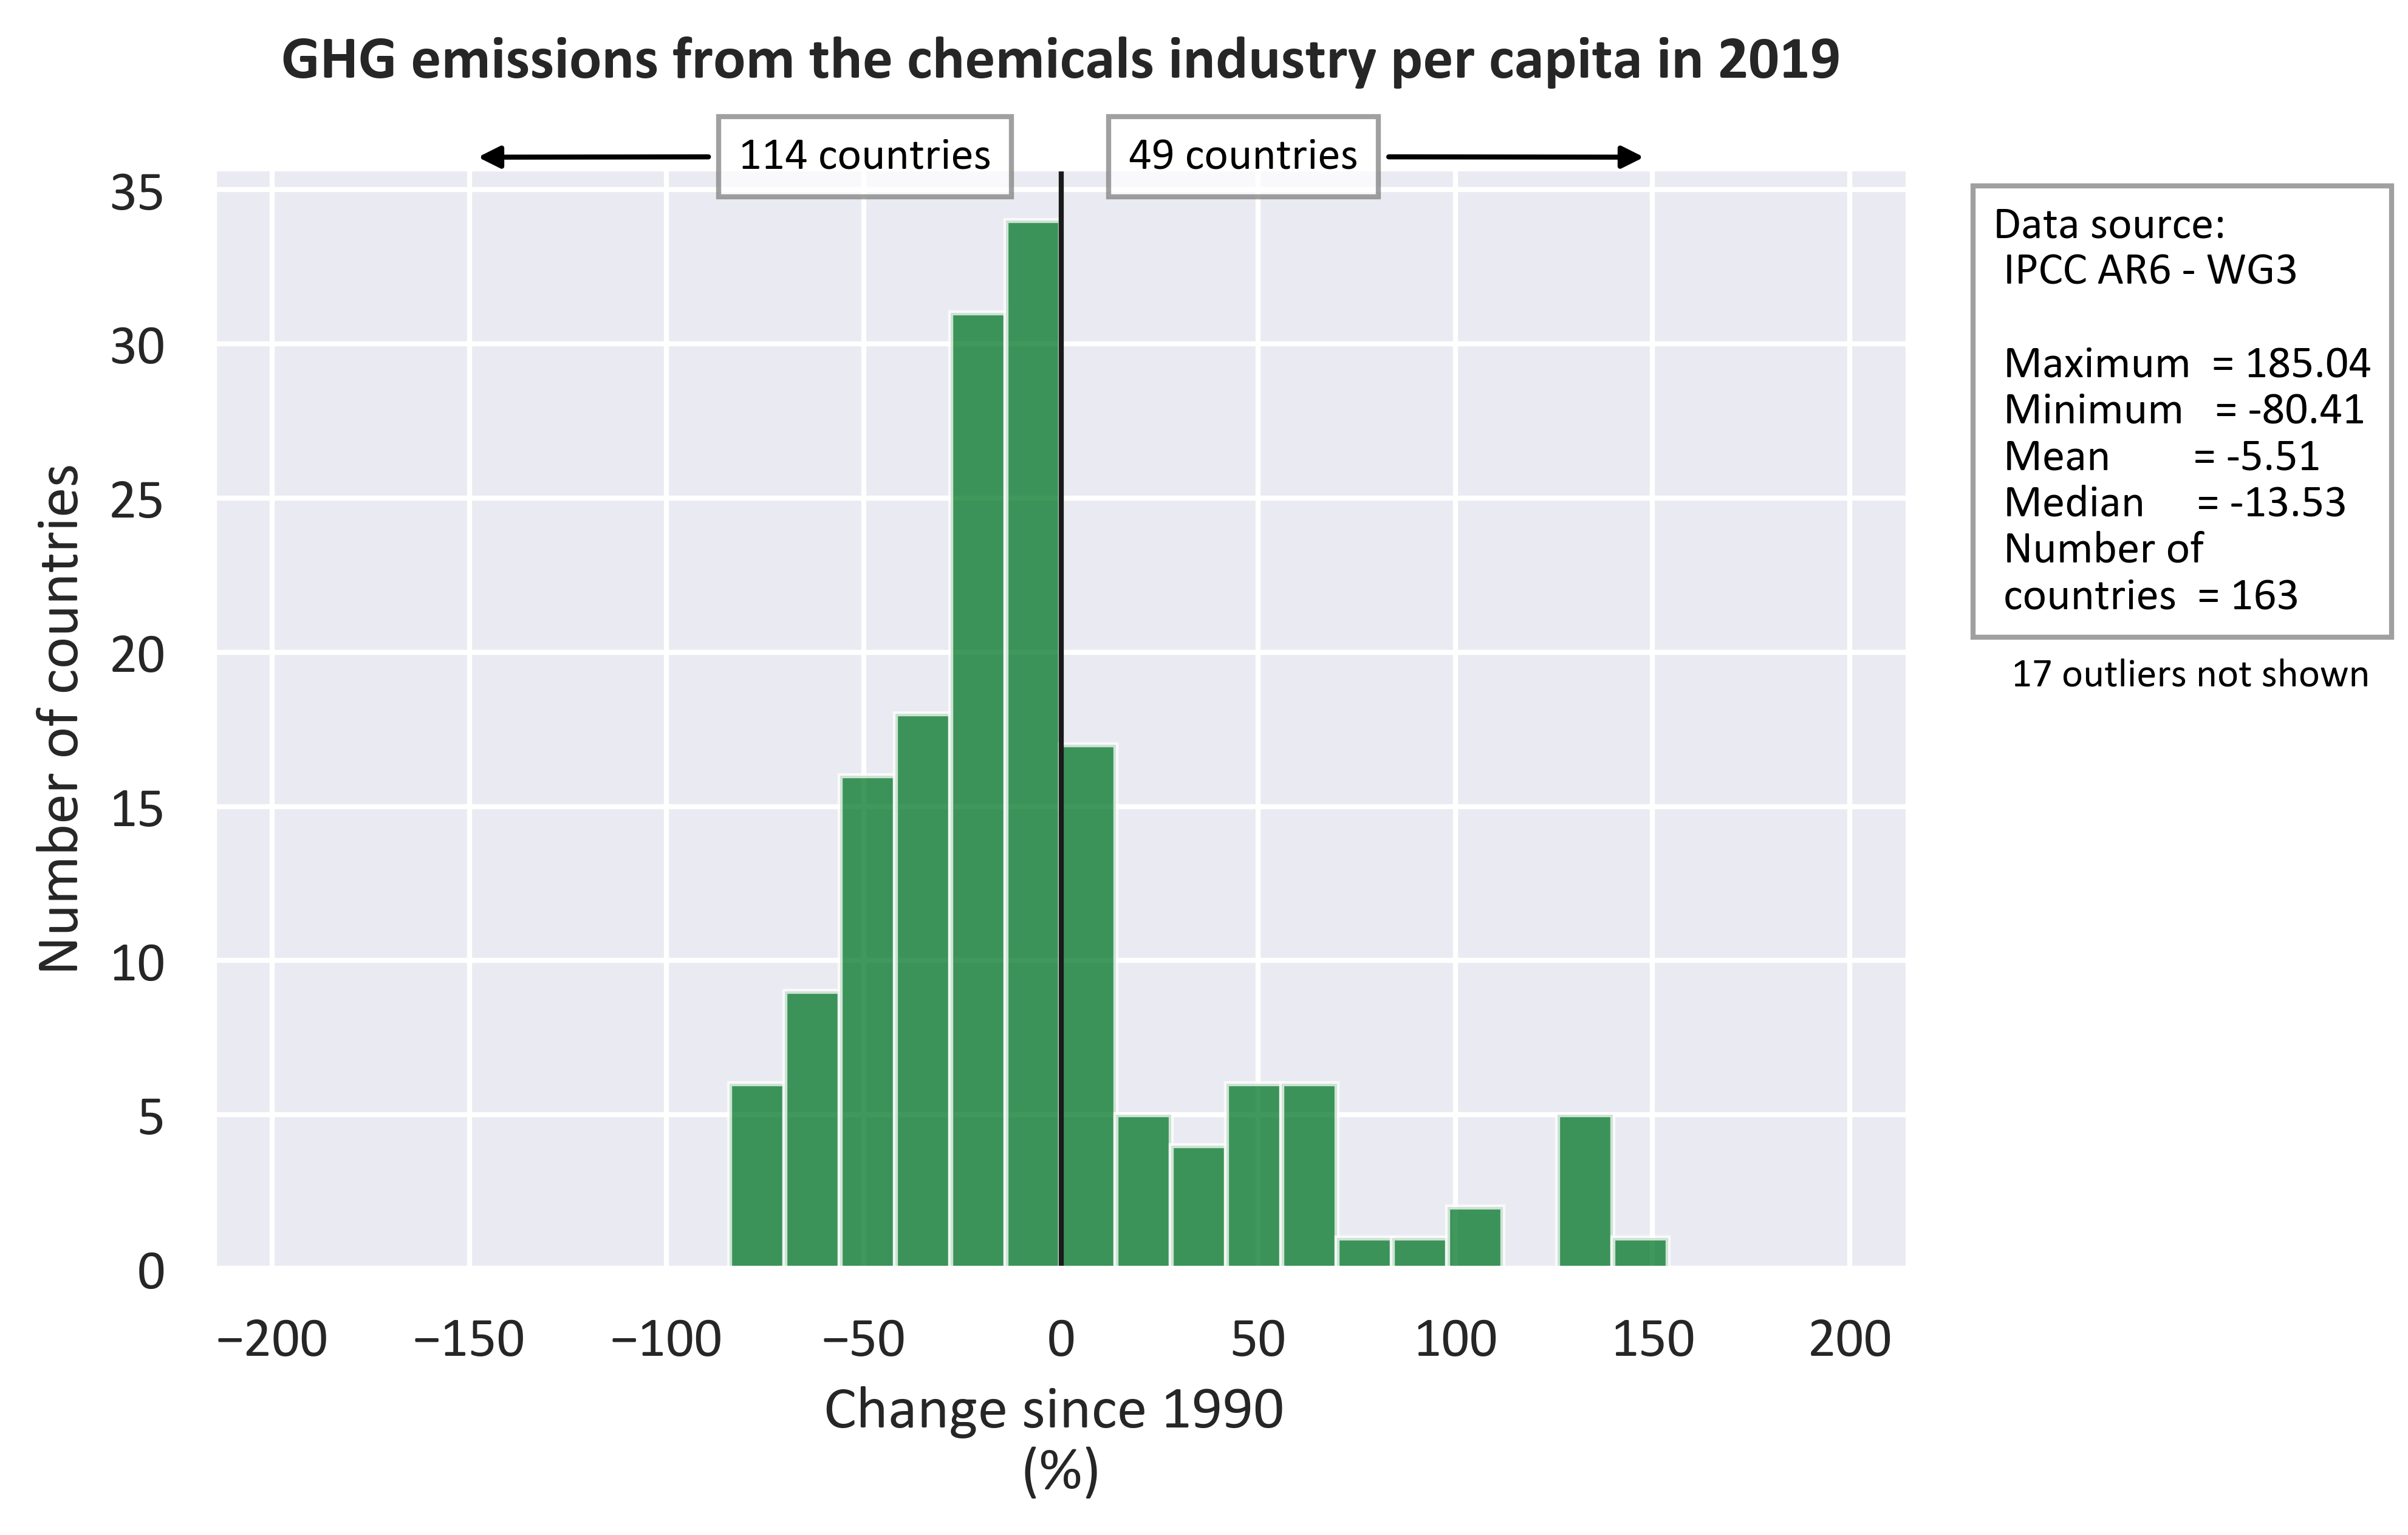 GHG emissions from the chemicals industry per capita in 2019
114 countries
49 countries
35
30
25
20
15
10
5
0
Number of countries
−200 −150 −100 −50 0 50 100 150 200
Change since 1990
(%)
Data source:
IPCC AR6 - WG3
Maximum = 185.04
Minimum = -80.41
Mean = -5.51
Median = -13.53
Number of
countries = 163
17 outliers not shown